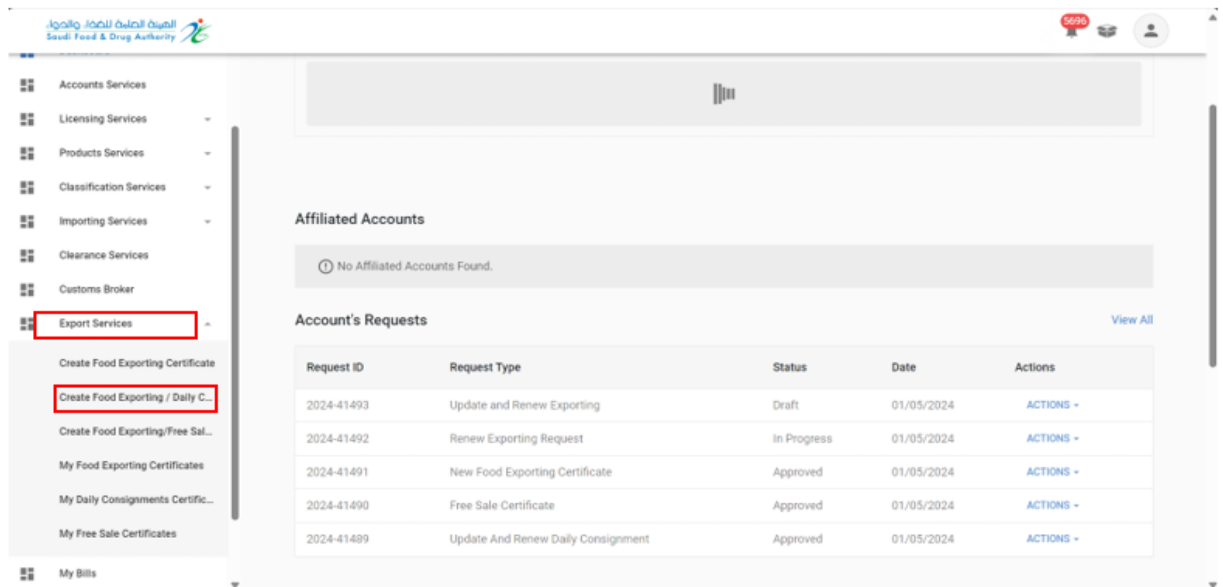 الهيئة العامة للغذاء والدواء
Saudi Food & Drug Authority
5696
Accounts Services
Licensing Services
Products Services
Classification Services
Importing Services
Clearance Services
Customs Broker
Export Services
Create Food Exporting Certificate
Create Food Exporting / Daily C...
Create Food Exporting/Free Sal...
My Food Exporting Certificates
My Daily Consignments Certific...
My Free Sale Certificates
My Bills
Affiliated Accounts
No Affiliated Accounts Found.
Account's Requests View All
Request ID Request Type Status Date Actions
2024-41493 Update and Renew Exporting Draft 01/05/2024 ACTIONS
2024-41492 Renew Exporting Request In Progress 01/05/2024 ACTIONS
2024-41491 New Food Exporting Certificate Approved 01/05/2024 ACTIONS
2024-41490 Free Sale Certificate Approved 01/05/2024 ACTIONS
2024-41489 Update And Renew Daily Consignment Approved 01/05/2024 ACTIONS